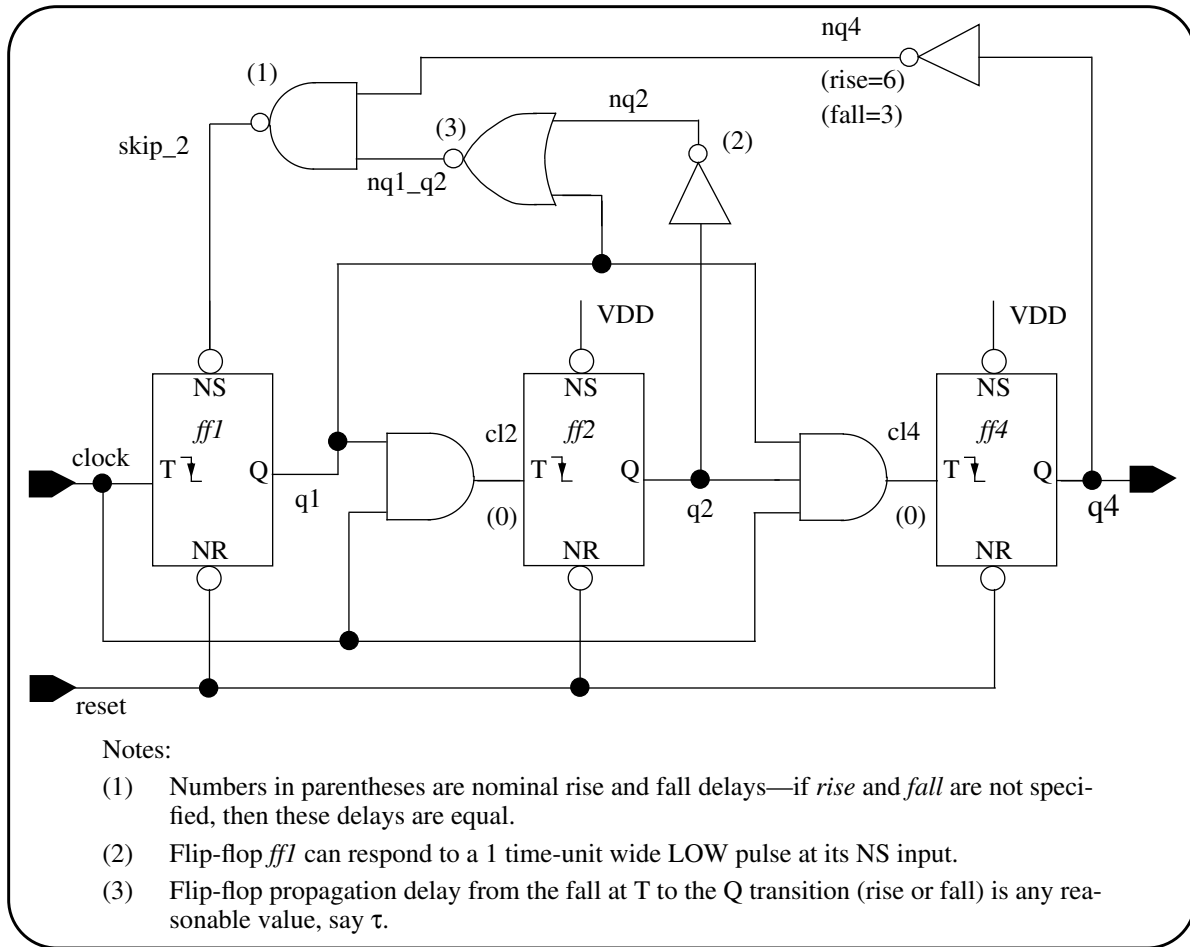 nq4
(1)
(rise=6)
nq2
(fall=3)
(3)
(2)
skip_2
nq1_q2
VDD
VDD
NS
NS
NS
ff1
cl2
ff2
cl4
ff4
clock
T
Q
T
Q
T
Q
q1
(0)
q2
(0)
q4
NR
NR
NR
reset
Notes:
(1) Numbers in parentheses are nominal rise and fall delays—if rise and fall are not speci-
fied, then these delays are equal.
(2) Flip-flop ff1 can respond to a 1 time-unit wide LOW pulse at its NS input.
(3) Flip-flop propagation delay from the fall at T to the Q transition (rise or fall) is any rea-
sonable value, say τ.